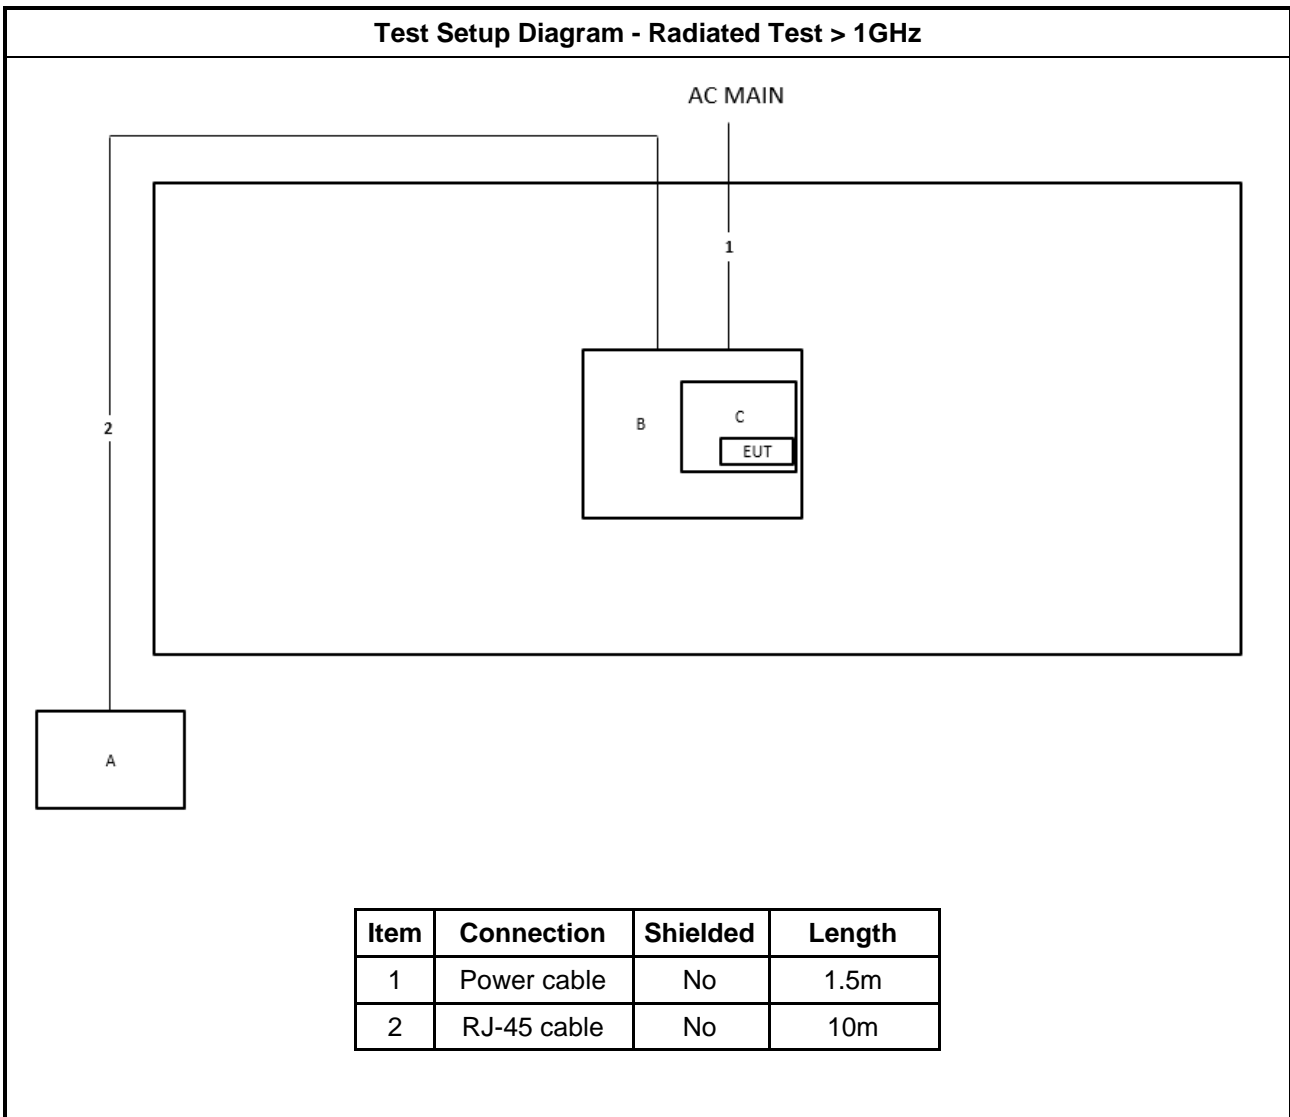 Test Setup Diagram - Radiated Test > 1GHz
AC MAIN
1
2
B
C
EUT
A
Item Connection Shielded Length
1 Power cable No 1.5m
2 RJ-45 cable No 10m